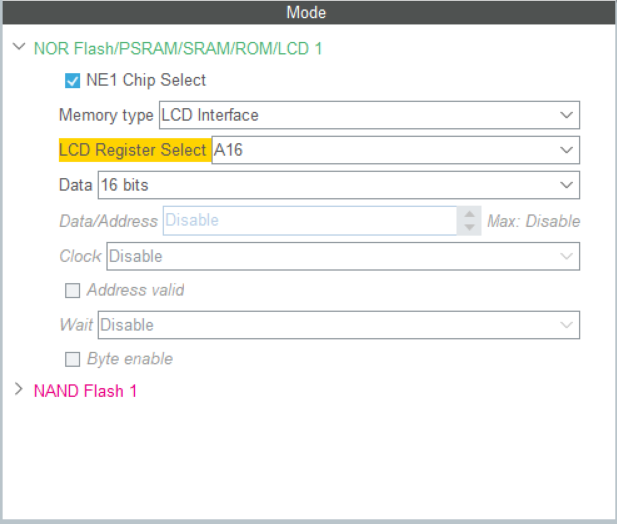 Mode
NOR Flash/PSRAM/SRAM/ROM/LCD 1
NE1 Chip Select
Memory type LCD Interface
LCD Register Select A16
Data 16 bits
Data/Address Disable Max: Disable
Clock Disable
Address valid
Wait Disable
Byte enable
NAND Flash 1